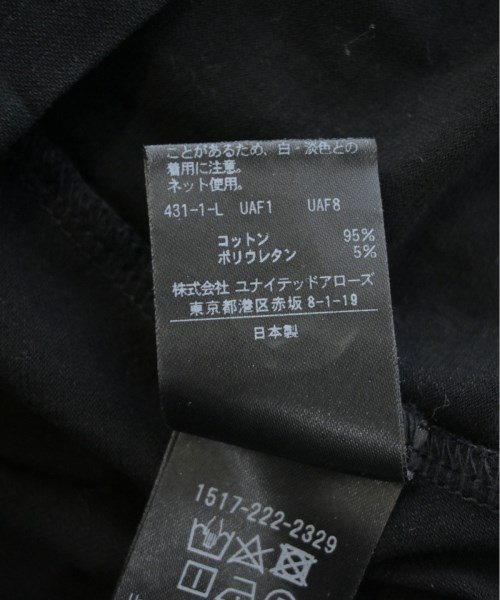 ことがあるため、白・淡色との
着用に注意。
ネット使用。
431-1-L UAF1 UAF8
コットン 95%
ポリウレタン 5%
株式会社 ユナイテッドアローズ
東京都港区赤坂 8-1-19
日本製
1517-222-2329